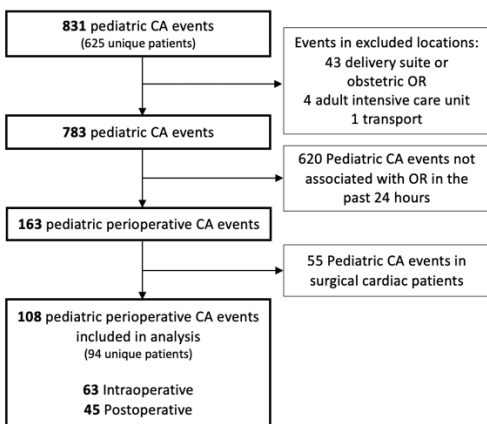 831 pediatric CA events
(625 unique patients)
Events in excluded locations:
43 delivery suite or
obstetric OR
4 adult intensive care unit
1 transport
783 pediatric CA events
620 Pediatric CA events not
associated with OR in the
past 24 hours
163 pediatric perioperative CA events
55 Pediatric CA events in
surgical cardiac patients
108 pediatric perioperative CA events
included in analysis
(94 unique patients)
63 Intraoperative
45 Postoperative